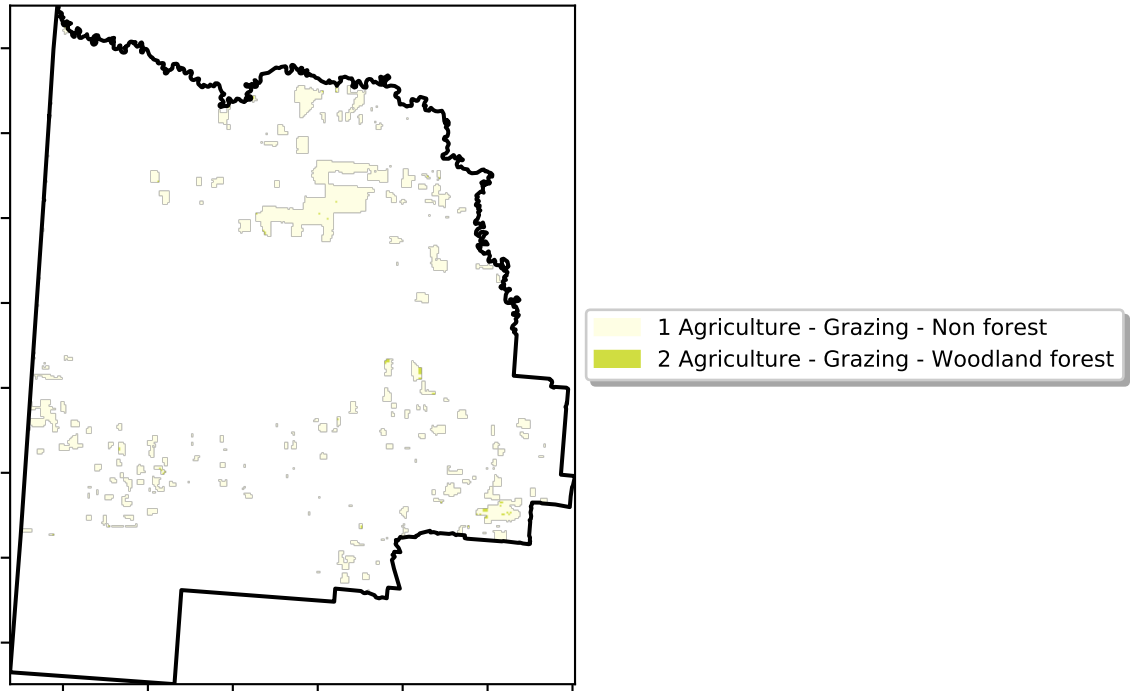 1 Agriculture - Grazing - Non forest
2 Agriculture - Grazing - Woodland forest